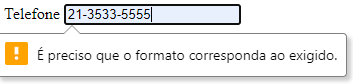 Telefone 21-3533-5555
! É preciso que o formato corresponda ao exigido.